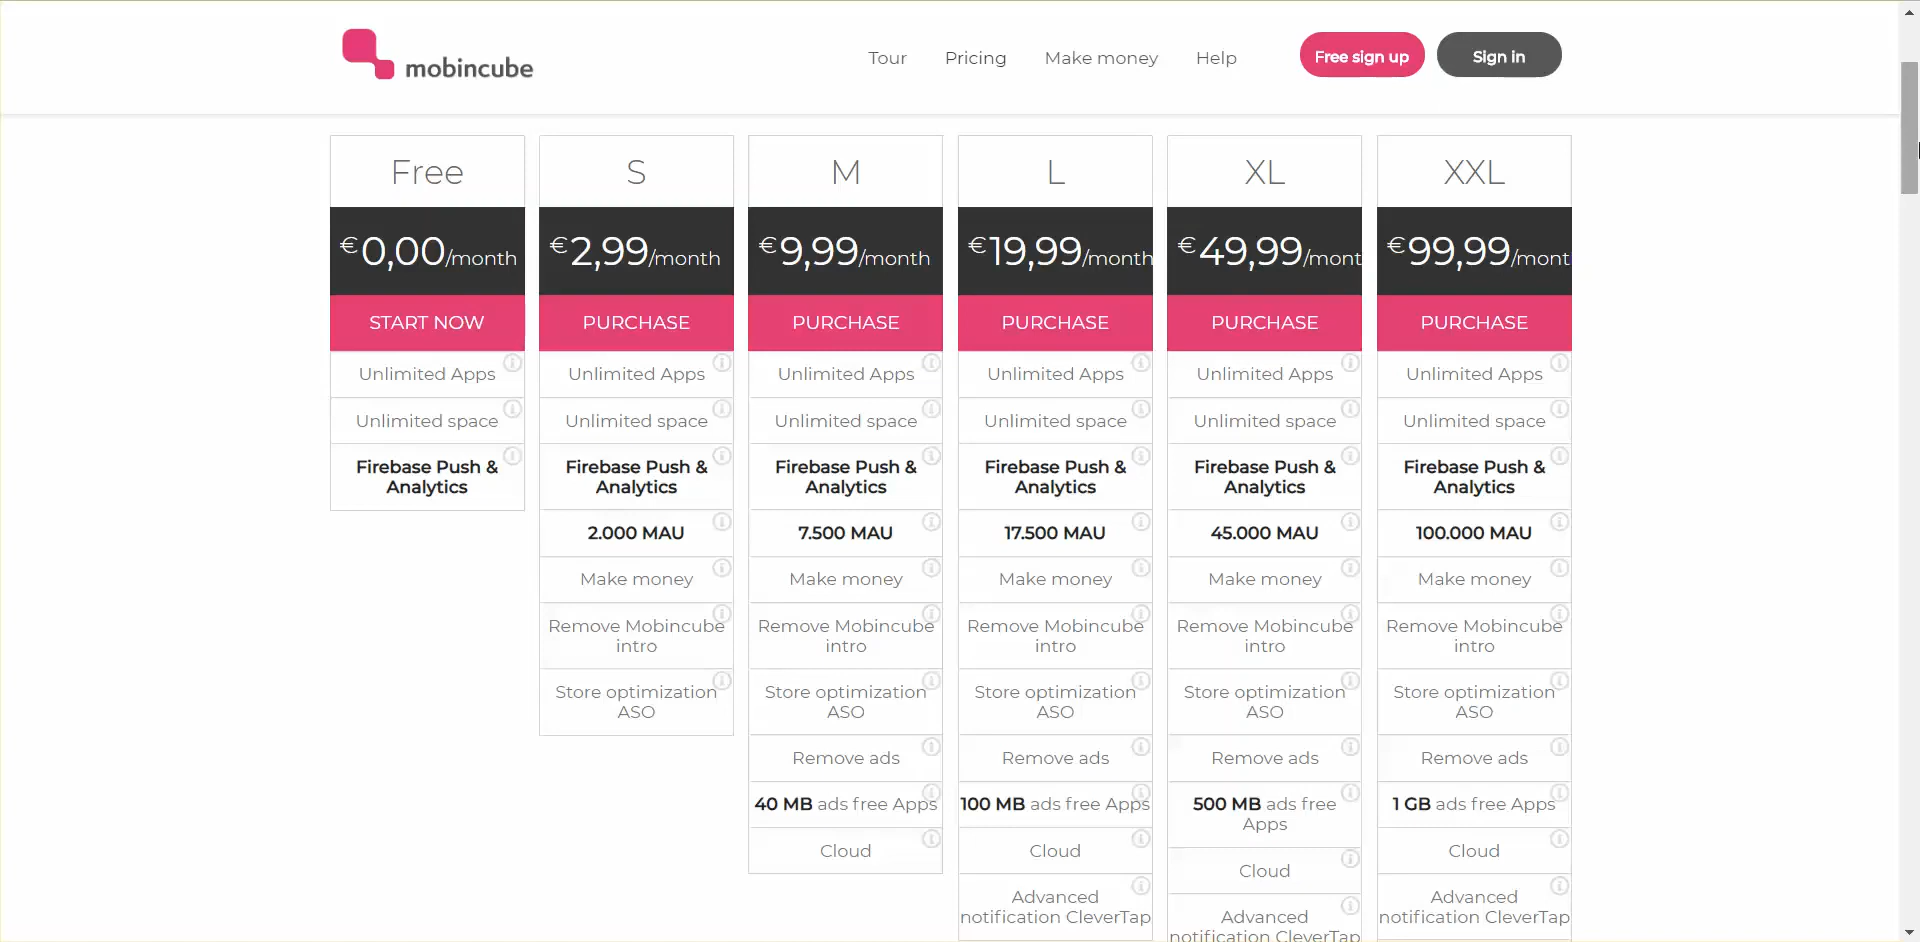 mobincube
Tour Pricing Make money Help Free sign up Sign in
Free
€0,00/month
START NOW
Unlimited Apps
Unlimited space
Firebase Push &
Analytics
S
€2,99/month
PURCHASE
Unlimited Apps
Unlimited space
Firebase Push &
Analytics
2.000 MAU
Make money
Remove Mobincube
intro
Store optimization
ASO
M
€9,99/month
PURCHASE
Unlimited Apps
Unlimited space
Firebase Push &
Analytics
7.500 MAU
Make money
Remove Mobincube
intro
Store optimization
ASO
Remove ads
40 MB ads free Apps
Cloud
L
€19,99/month
PURCHASE
Unlimited Apps
Unlimited space
Firebase Push &
Analytics
17.500 MAU
Make money
Remove Mobincube
intro
Store optimization
ASO
Remove ads
100 MB ads free Apps
Cloud
Advanced
notification CleverTap
XL
€49,99/mont
PURCHASE
Unlimited Apps
Unlimited space
Firebase Push &
Analytics
45.000 MAU
Make money
Remove Mobincube
intro
Store optimization
ASO
Remove ads
500 MB ads free
Apps
Cloud
Advanced
notification CleverTap
XXL
€99,99/mont
PURCHASE
Unlimited Apps
Unlimited space
Firebase Push &
Analytics
100.000 MAU
Make money
Remove Mobincube
intro
Store optimization
ASO
Remove ads
1 GB ads free Apps
Cloud
Advanced
notification CleverTap